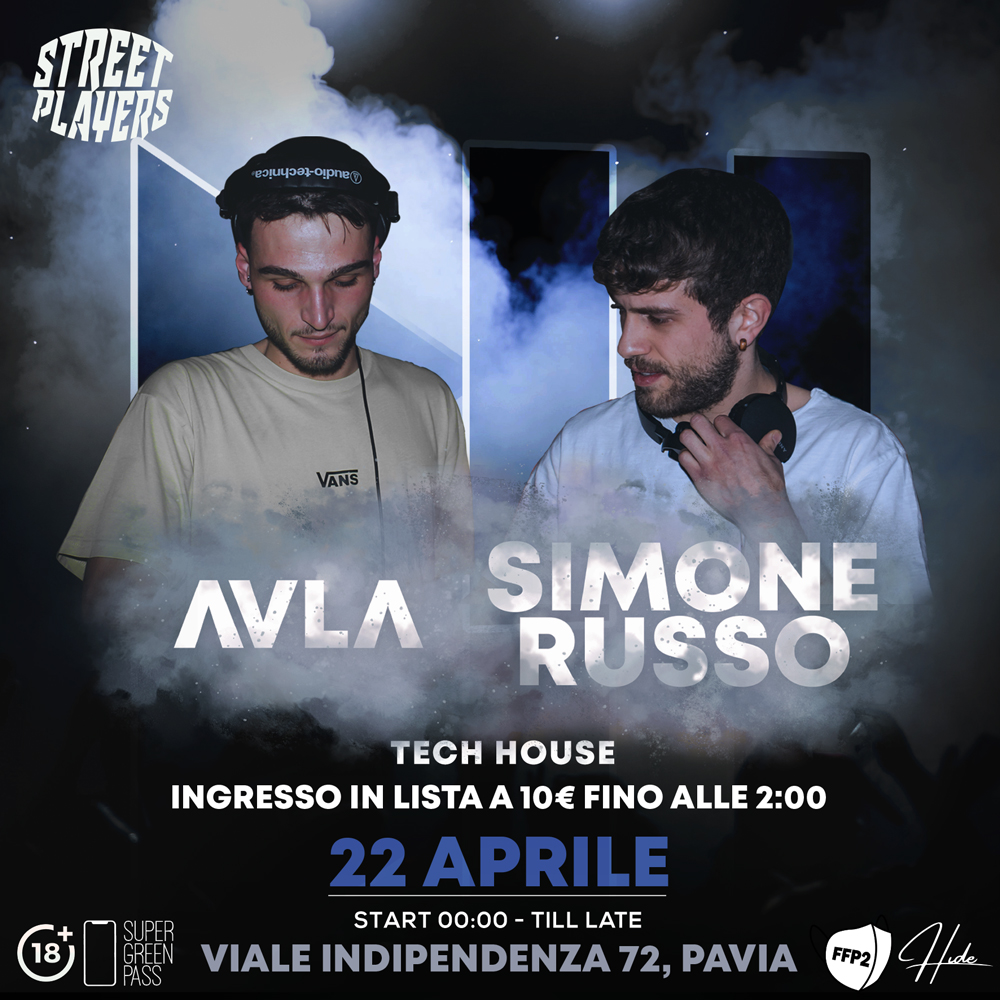 STREET
PLAYERS
audio-technica
VANS
AVLA
SIMONE
RUSSO
TECH HOUSE
INGRESSO IN LISTA A 10€ FINO ALLE 2:00
22 APRILE
START 00:00 - TILL LATE
VIALE INDIPENDENZA 72, PAVIA
18+
SUPER
GREEN
PASS
FFP2
Hide